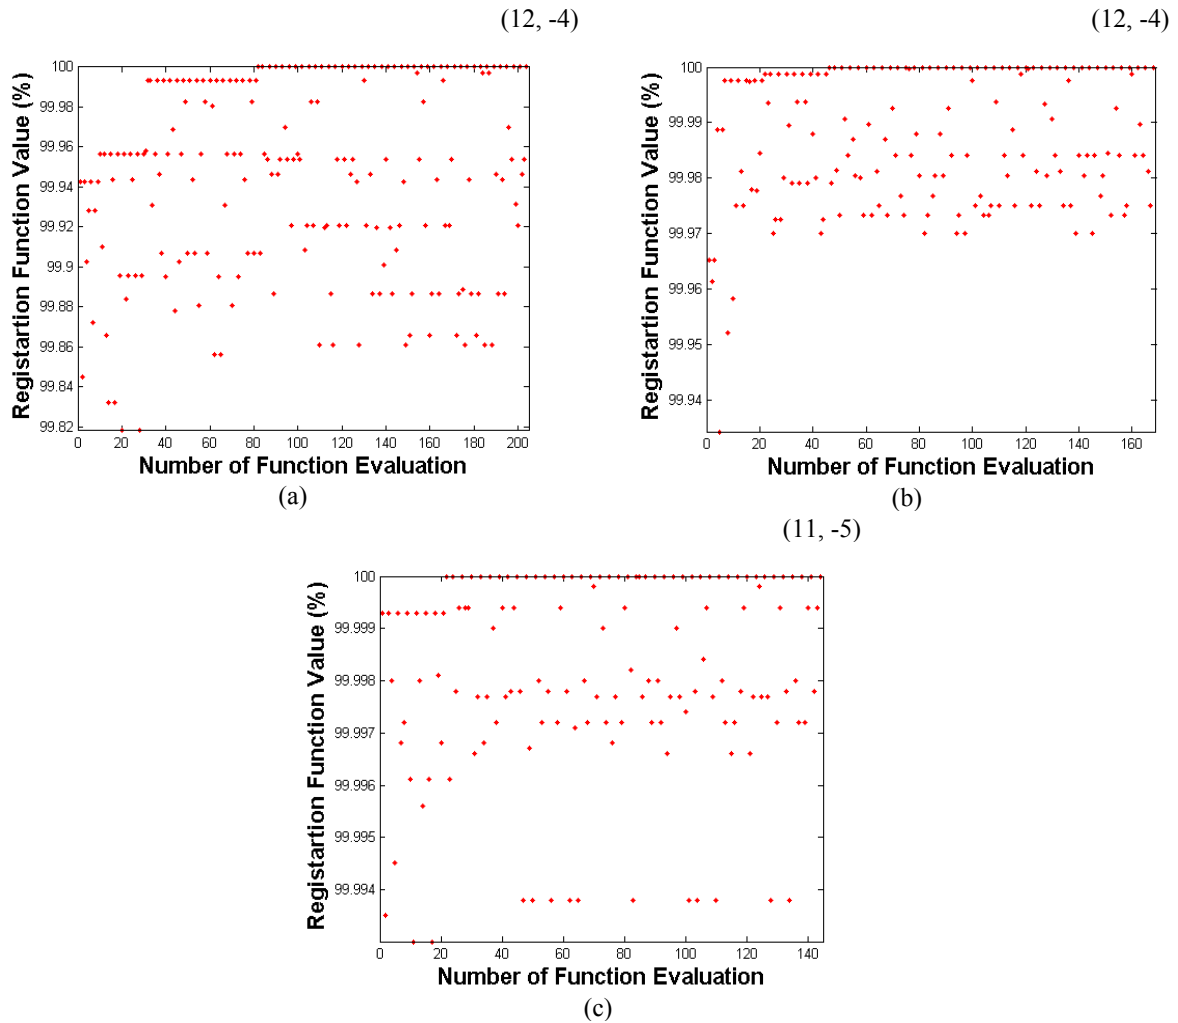 (12, -4)
(12, -4)
Registartion Function Value (%)
100
99.98
99.96
99.94
99.92
99.9
99.88
99.86
99.84
99.82
0 20 40 60 80 100 120 140 160 180 200
Number of Function Evaluation
(a)
Registartion Function Value (%)
100
99.99
99.98
99.97
99.96
99.95
99.94
0 20 40 60 80 100 120 140 160
Number of Function Evaluation
(b)
(11, -5)
Registartion Function Value (%)
100
99.999
99.998
99.997
99.996
99.995
99.994
0 20 40 60 80 100 120 140
Number of Function Evaluation
(c)